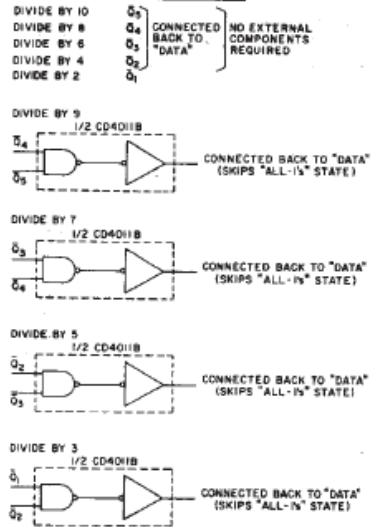 DIVIDE BY 10 Q̄5 CONNECTED NO EXTERNAL
DIVIDE BY 8 Q̄4 BACK TO COMPONENTS
DIVIDE BY 6 Q̄3 "DATA" REQUIRED
DIVIDE BY 4 Q̄2
DIVIDE BY 2 Q̄1
DIVIDE BY 9
1/2 CD4011B
Q̄4
Q̄5
CONNECTED BACK TO "DATA"
(SKIPS "ALL-1's" STATE)
DIVIDE BY 7
1/2 CD4011B
Q̄3
Q̄4
CONNECTED BACK TO "DATA"
(SKIPS "ALL-1's" STATE)
DIVIDE BY 5
1/2 CD4011B
Q̄2
Q̄3
CONNECTED BACK TO "DATA"
(SKIPS "ALL-1's" STATE)
DIVIDE BY 3
1/2 CD4011B
Q̄1
Q̄2
CONNECTED BACK TO "DATA"
(SKIPS "ALL-1's" STATE)